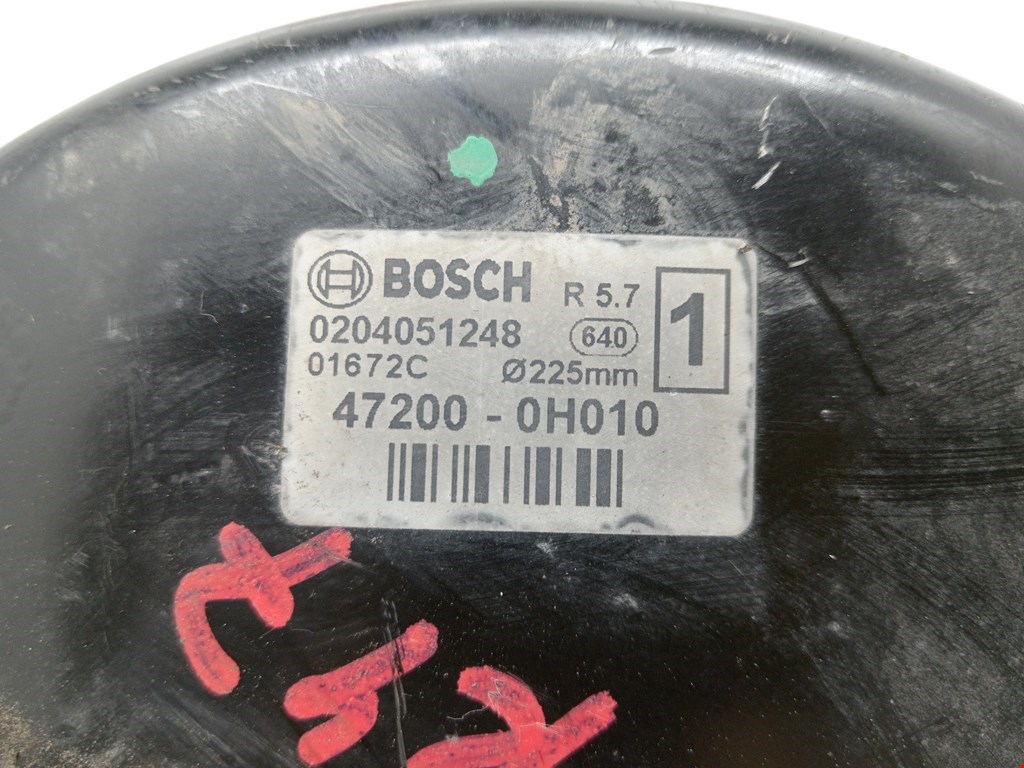 BOSCH R 5.7 1
0204051248 640
01672C Ø225mm
47200 - 0H010